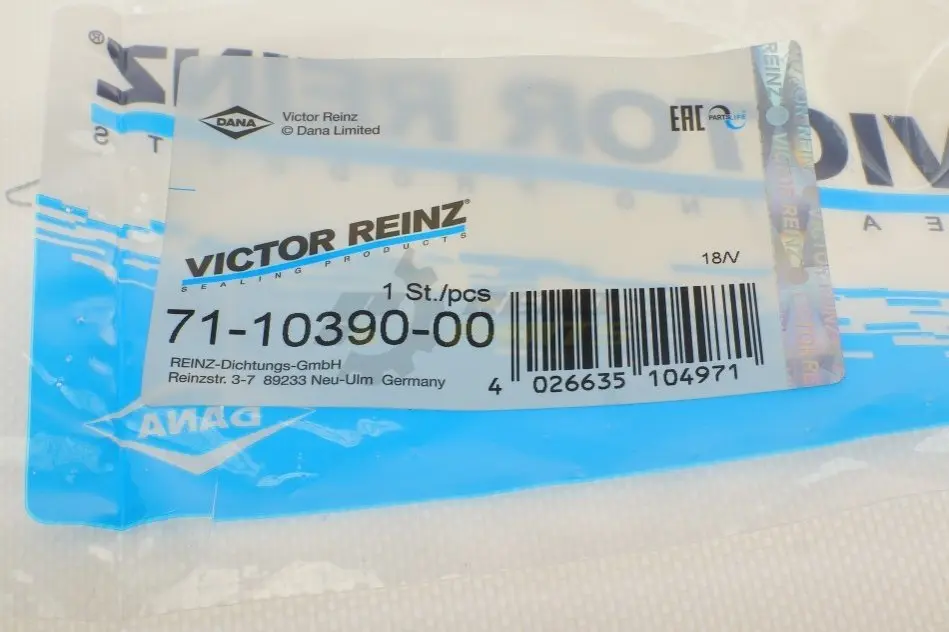 DANA
Victor Reinz
© Dana Limited
EAC
PARTSLIFE
VICTOR REINZ®
SEALING PRODUCTS
18/V
1 St./pcs
71-10390-00
REINZ-Dichtungs-GmbH
Reinzstr. 3-7 89233 Neu-Ulm Germany
4 026635 104971
DANA